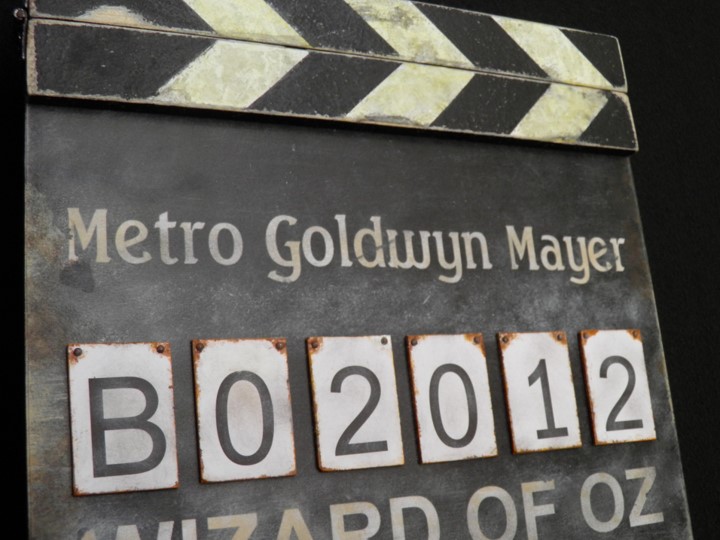 Metro Goldwyn Mayer
B02012
WIZARD OF OZ